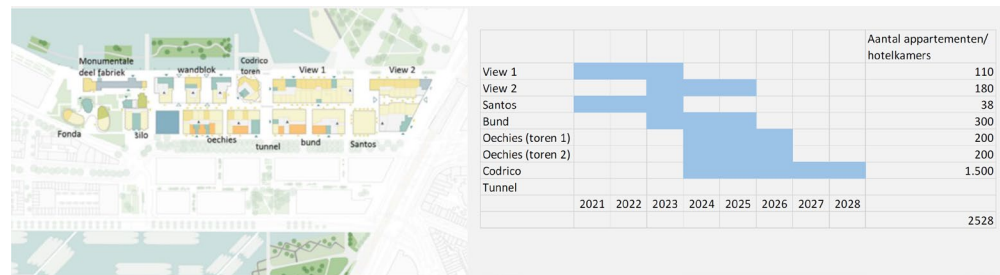 Monumentale
deel fabriek
wandblok
Codrico
toren
View 1
View 2
Fonda
Silo
oechies
tunnel
bund
Santos
Aantal appartementen/
hotelkamers
View 1 110
View 2 180
Santos 38
Bund 300
Oechies (toren 1) 200
Oechies (toren 2) 200
Codrico 1.500
Tunnel
2021 2022 2023 2024 2025 2026 2027 2028
2528